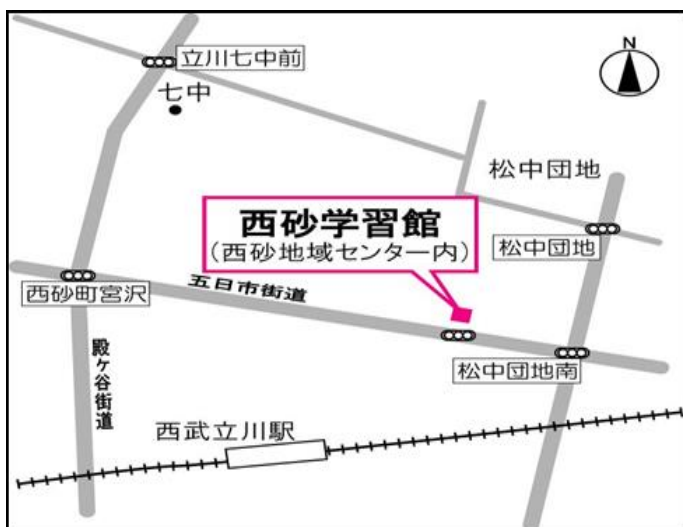 N
立川七中前
七中
松中団地
西砂学習館
(西砂地域センター内)
松中団地
西砂町宮沢
五日市街道
松中団地南
殿ヶ谷街道
西武立川駅